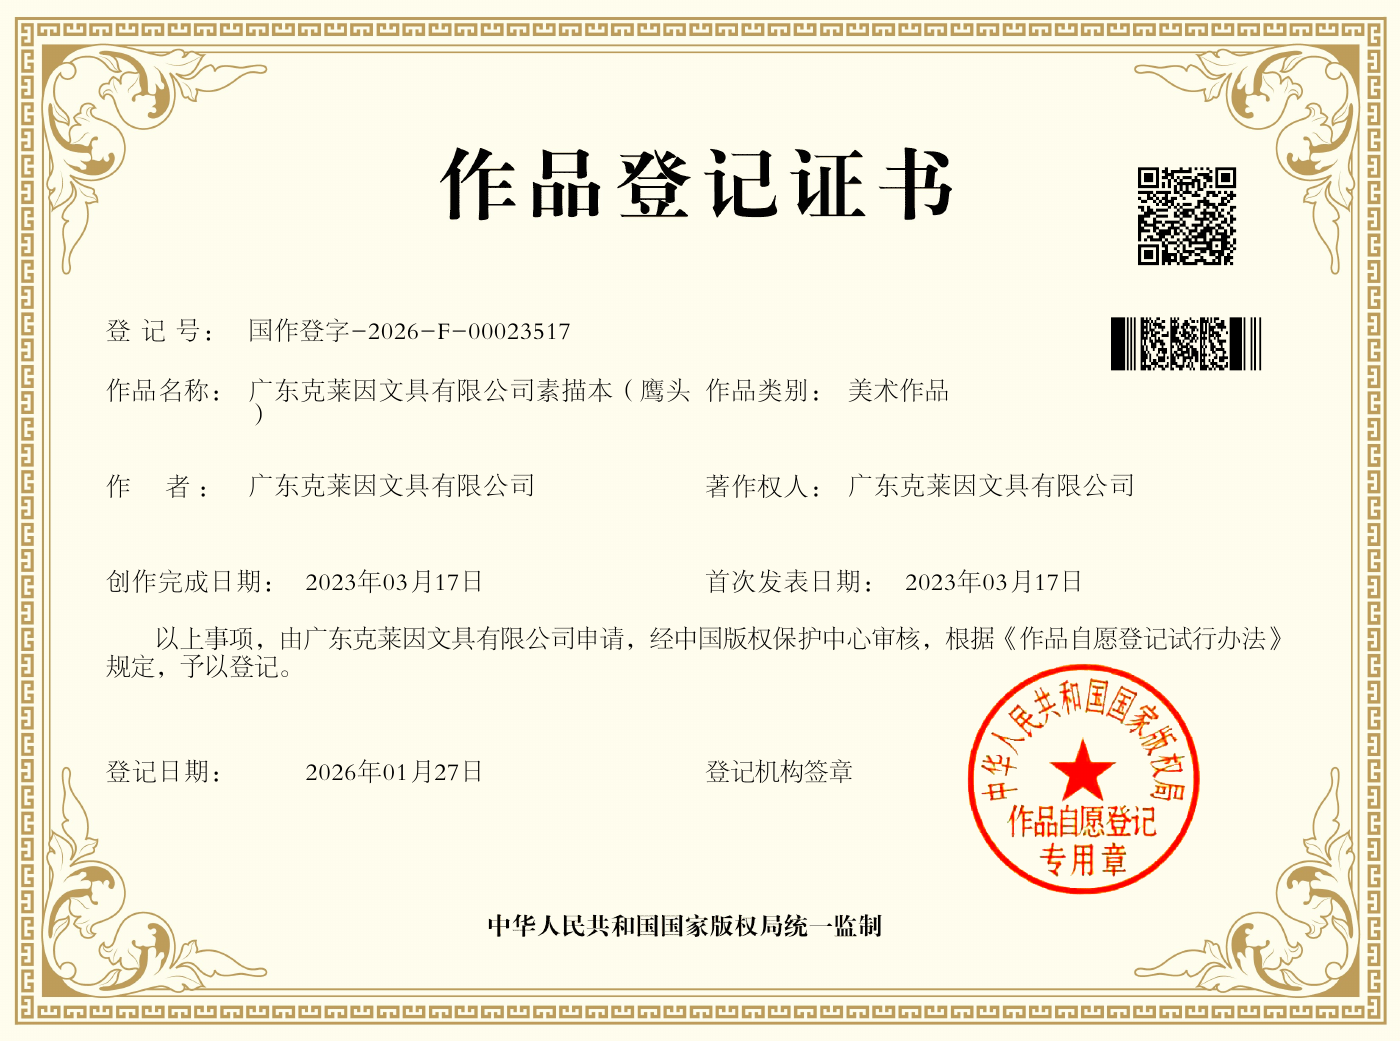 作品登记证书
登 记 号： 国作登字-2026-F-00023517
作品名称： 广东克莱因文具有限公司素描本（鹰头 作品类别： 美术作品
）
作 者： 广东克莱因文具有限公司 著作权人： 广东克莱因文具有限公司
创作完成日期： 2023年03月17日 首次发表日期： 2023年03月17日
以上事项，由广东克莱因文具有限公司申请，经中国版权保护中心审核，根据《作品自愿登记试行办法》
规定，予以登记。
登记日期： 2026年01月27日 登记机构签章
中华人民共和国国家版权局
作品自愿登记
专用章
中华人民共和国国家版权局统一监制